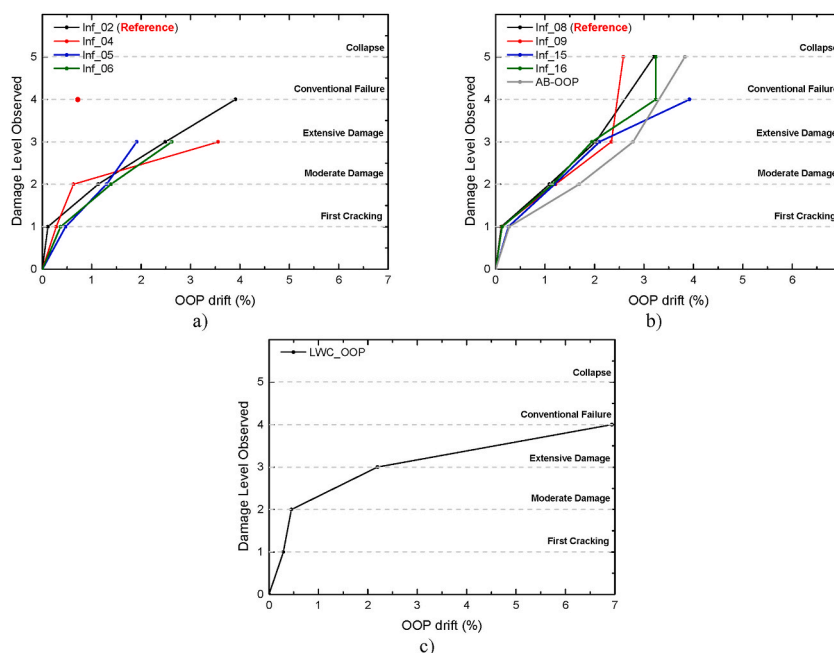 Inf_02 (Reference)
Inf_04
Inf_05
Inf_06
Collapse
Conventional Failure
Extensive Damage
Moderate Damage
First Cracking
Damage Level Observed
5
4
3
2
1
0
0 1 2 3 4 5 6 7
OOP drift (%)
a)
Inf_08 (Reference)
Inf_09
Inf_15
Inf_16
AB-OOP
Collapse
Conventional Failure
Extensive Damage
Moderate Damage
First Cracking
Damage Level Observed
5
4
3
2
1
0
0 1 2 3 4 5 6
OOP drift (%)
b)
LWC_OOP
Collapse
Conventional Failure
Extensive Damage
Moderate Damage
First Cracking
Damage Level Observed
5
4
3
2
1
0
0 1 2 3 4 5 6 7
OOP drift (%)
c)